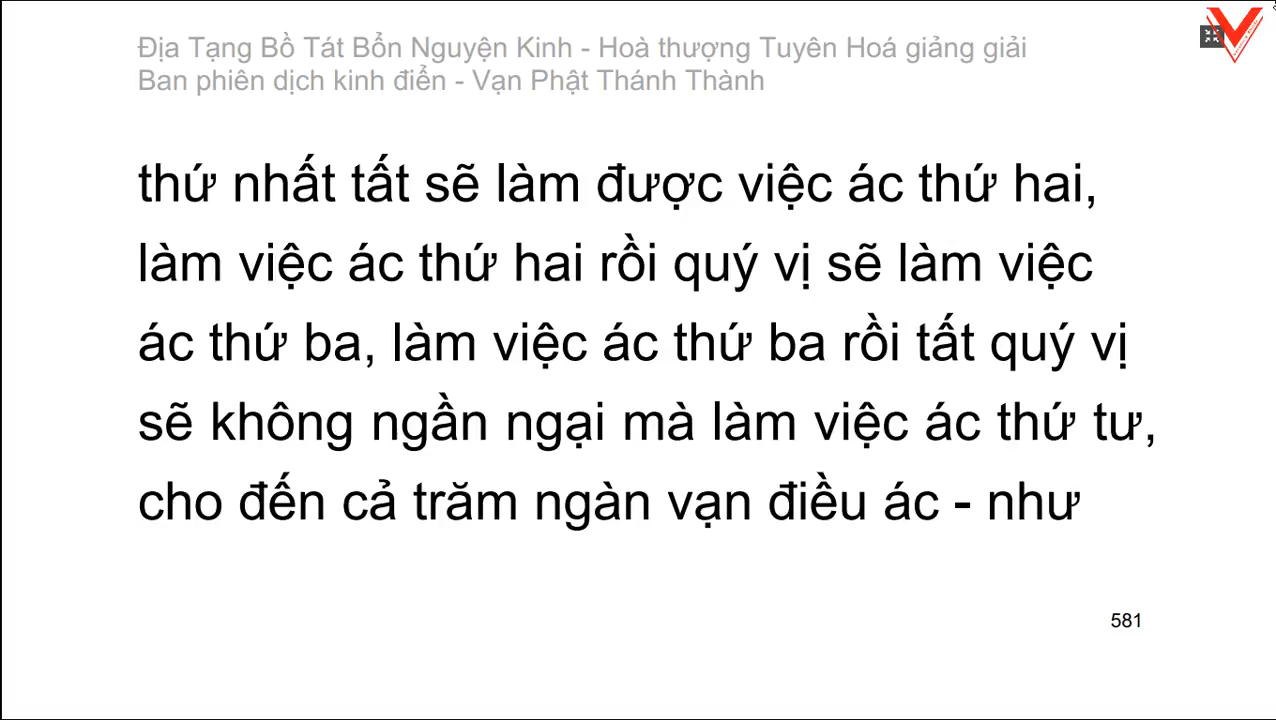 Địa Tạng Bồ Tát Bổn Nguyện Kinh - Hoà thượng Tuyên Hoá giảng giải
Ban phiên dịch kinh điển - Vạn Phật Thánh Thành
thứ nhất tất sẽ làm được việc ác thứ hai,
làm việc ác thứ hai rồi quý vị sẽ làm việc
ác thứ ba, làm việc ác thứ ba rồi tất quý vị
sẽ không ngần ngại mà làm việc ác thứ tư,
cho đến cả trăm ngàn vạn điều ác - như
581